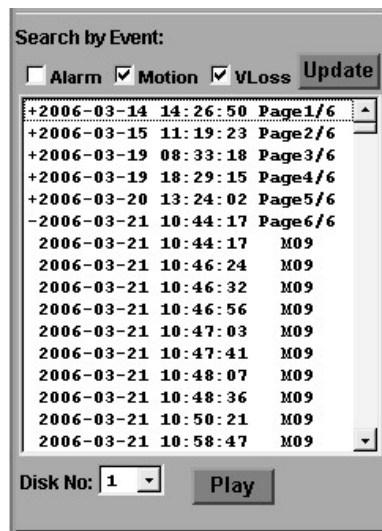 Search by Event:
Alarm Motion VLoss Update
+2006-03-14 14:26:50 Page1/6
+2006-03-15 11:19:23 Page2/6
+2006-03-19 08:33:18 Page3/6
+2006-03-19 18:29:15 Page4/6
+2006-03-20 13:24:02 Page5/6
-2006-03-21 10:44:17 Page6/6
2006-03-21 10:44:17 M09
2006-03-21 10:46:24 M09
2006-03-21 10:46:32 M09
2006-03-21 10:46:56 M09
2006-03-21 10:47:03 M09
2006-03-21 10:47:41 M09
2006-03-21 10:48:07 M09
2006-03-21 10:48:36 M09
2006-03-21 10:50:21 M09
2006-03-21 10:58:47 M09
Disk No: 1 Play